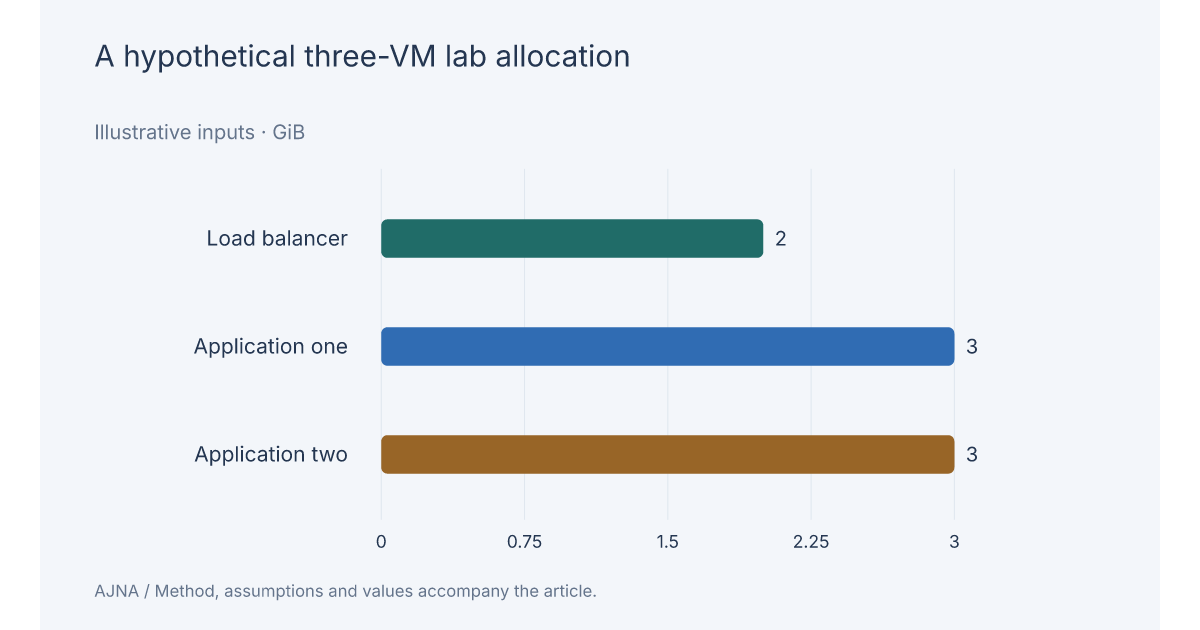 A hypothetical three-VM lab allocation
Illustrative inputs · GiB
Load balancer 2
Application one 3
Application two 3
0 0.75 1.5 2.25 3
AJNA / Method, assumptions and values accompany the article.